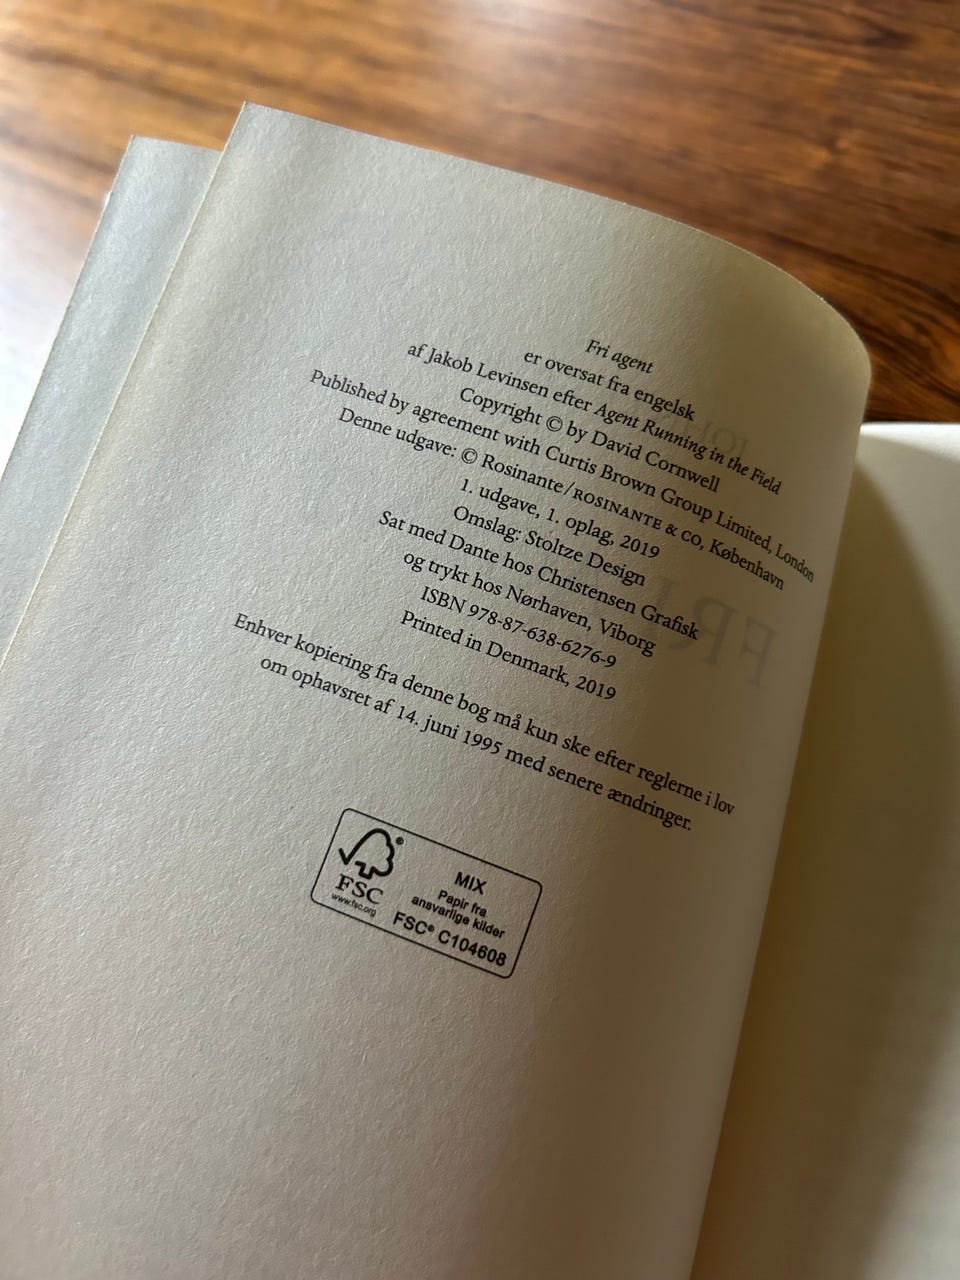 Fri agent
er oversat fra engelsk
af Jakob Levinsen efter Agent Running in the Field
Copyright © by David Cornwell
Published by agreement with Curtis Brown Group Limited, London
Denne udgave: © Rosinante/ROSINANTE & CO, København
1. udgave, 1. oplag, 2019
Omslag: Stoltze Design
Sat med Dante hos Christensen Grafisk
og trykt hos Nørhaven, Viborg
ISBN 978-87-638-6276-9
Printed in Denmark, 2019
Enhver kopiering fra denne bog må kun ske efter reglerne i lov
om ophavsret af 14. juni 1995 med senere ændringer.
FSC
www.fsc.org
MIX
Papir fra
ansvarlige kilder
FSC® C104608